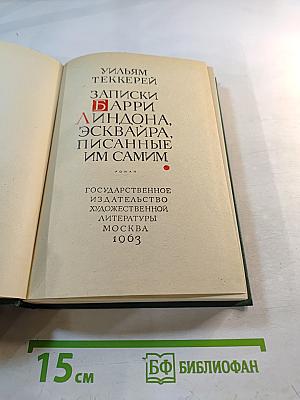 УИЛЬЯМ
ТЕККЕРЕЙ
ЗАПИСКИ
БАРРИ
ЛИНДОНА,
ЭСКВАЙРА,
ПИСАННЫЕ
ИМ САМИМ
РОМАН
ГОСУДАРСТВЕННОЕ
ИЗДАТЕЛЬСТВО
ХУДОЖЕСТВЕННОЙ
ЛИТЕРАТУРЫ
МОСКВА
1963
15 см
БФ БИБЛИОФАН